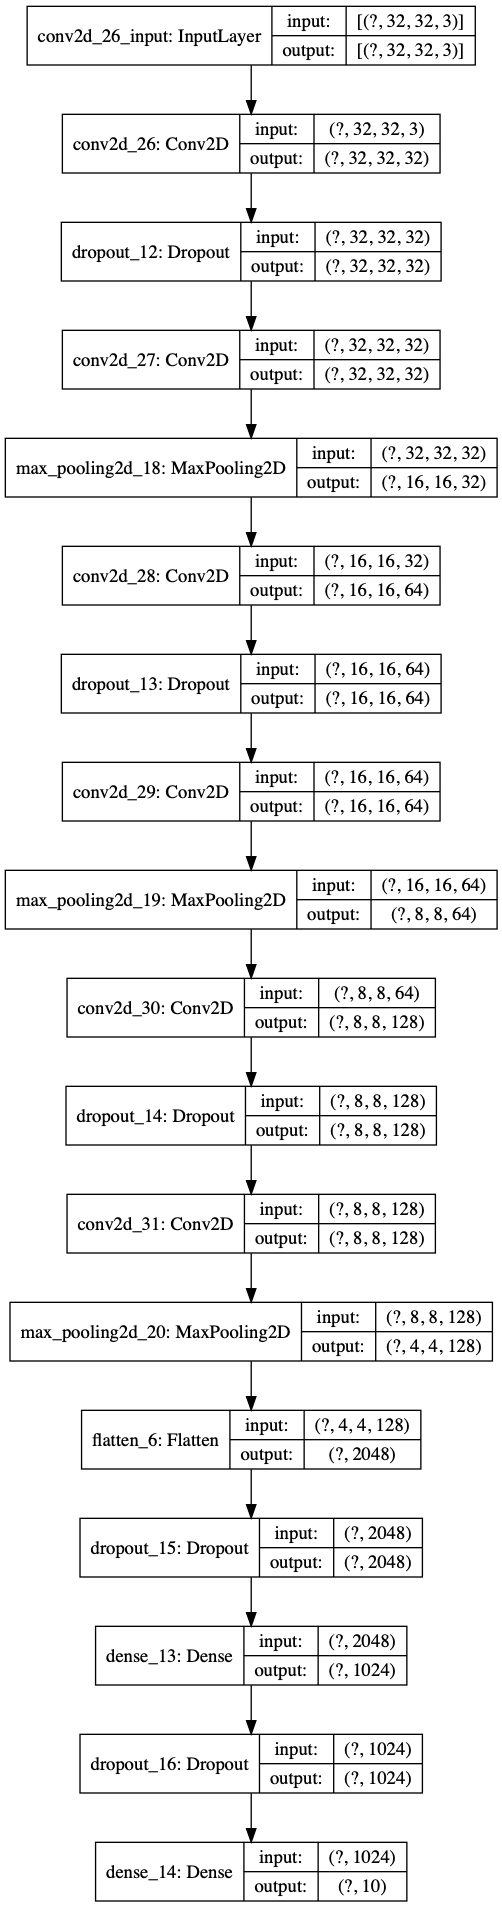 conv2d_26_input: InputLayer
input: [(?, 32, 32, 3)]
output: [(?, 32, 32, 3)]
conv2d_26: Conv2D
input: (?, 32, 32, 3)
output: (?, 32, 32, 32)
dropout_12: Dropout
input: (?, 32, 32, 32)
output: (?, 32, 32, 32)
conv2d_27: Conv2D
input: (?, 32, 32, 32)
output: (?, 32, 32, 32)
max_pooling2d_18: MaxPooling2D
input: (?, 32, 32, 32)
output: (?, 16, 16, 32)
conv2d_28: Conv2D
input: (?, 16, 16, 32)
output: (?, 16, 16, 64)
dropout_13: Dropout
input: (?, 16, 16, 64)
output: (?, 16, 16, 64)
conv2d_29: Conv2D
input: (?, 16, 16, 64)
output: (?, 16, 16, 64)
max_pooling2d_19: MaxPooling2D
input: (?, 16, 16, 64)
output: (?, 8, 8, 64)
conv2d_30: Conv2D
input: (?, 8, 8, 64)
output: (?, 8, 8, 128)
dropout_14: Dropout
input: (?, 8, 8, 128)
output: (?, 8, 8, 128)
conv2d_31: Conv2D
input: (?, 8, 8, 128)
output: (?, 8, 8, 128)
max_pooling2d_20: MaxPooling2D
input: (?, 8, 8, 128)
output: (?, 4, 4, 128)
flatten_6: Flatten
input: (?, 4, 4, 128)
output: (?, 2048)
dropout_15: Dropout
input: (?, 2048)
output: (?, 2048)
dense_13: Dense
input: (?, 2048)
output: (?, 1024)
dropout_16: Dropout
input: (?, 1024)
output: (?, 1024)
dense_14: Dense
input: (?, 1024)
output: (?, 10)